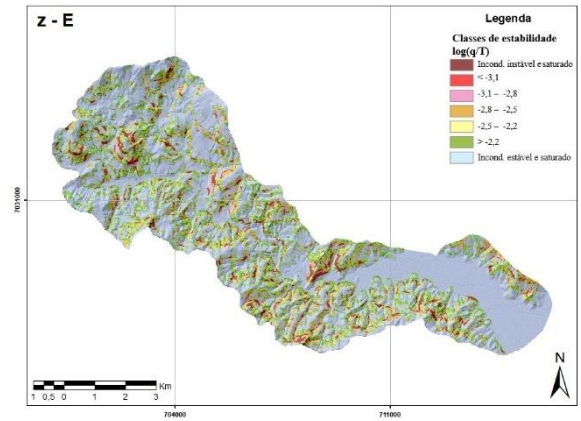 z - E
Legenda
Classes de estabilidade
log(q/T)
Incond. instável e saturado
< -3,1
-3,1 – -2,8
-2,8 – -2,5
-2,5 – -2,2
> -2,2
Incond. estável e saturado
7031000
N
Km
1 0,5 0 1 2 3
704000
711000